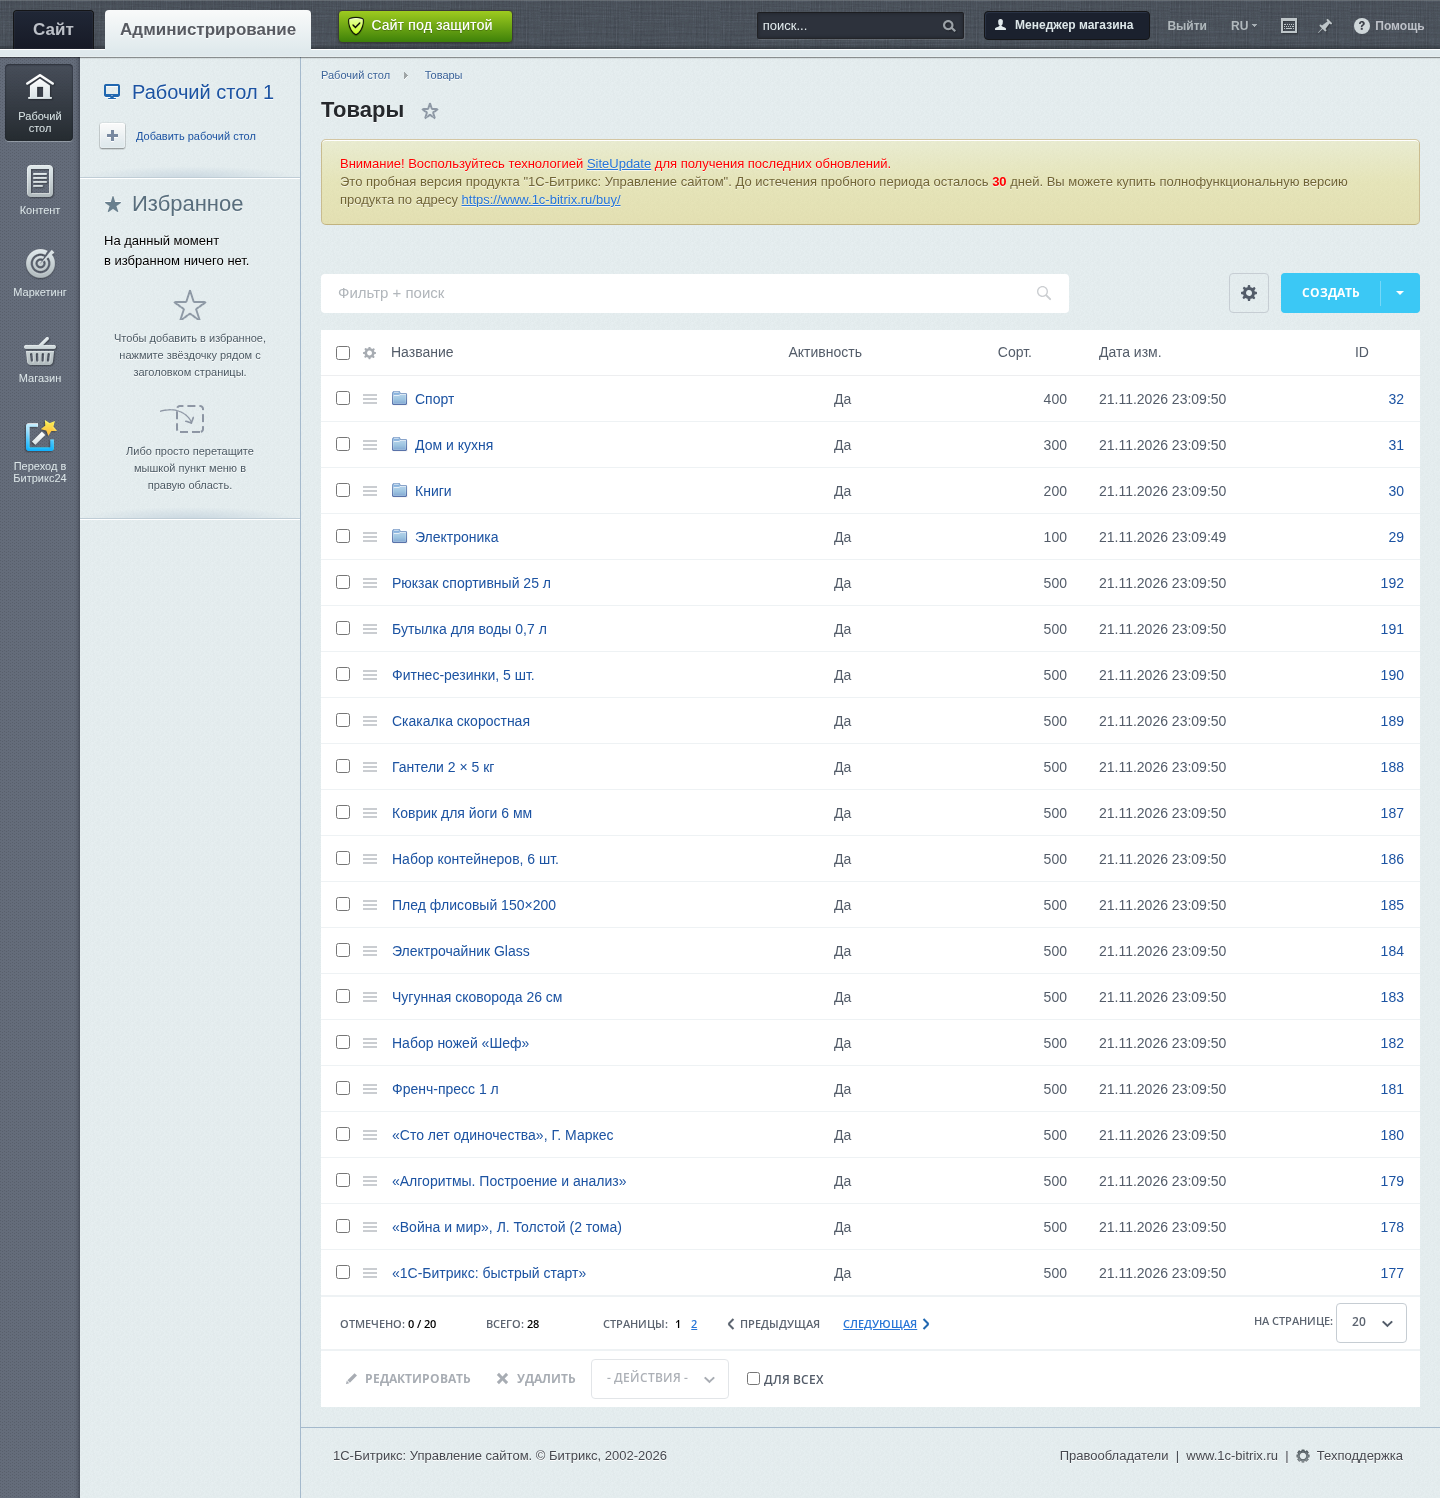 Сайт
Администрирование
Сайт под защитой
поиск...
Менеджер магазина
Выйти
RU
Помощь
Рабочий стол
Контент
Маркетинг
Магазин
Переход в Битрикс24
Рабочий стол 1
Добавить рабочий стол
Избранное
На данный момент
в избранном ничего нет.
Чтобы добавить в избранное,
нажмите звёздочку рядом с
заголовком страницы.
Либо просто перетащите
мышкой пункт меню в
правую область.
Рабочий стол
Товары
Товары
Внимание! Воспользуйтесь технологией SiteUpdate для получения последних обновлений.
Это пробная версия продукта "1С-Битрикс: Управление сайтом". До истечения пробного периода осталось 30 дней. Вы можете купить полнофункциональную версию
продукта по адресу https://www.1c-bitrix.ru/buy/
Фильтр + поиск
СОЗДАТЬ
Название Активность Сорт. Дата изм. ID
Спорт Да 400 21.11.2026 23:09:50 32
Дом и кухня Да 300 21.11.2026 23:09:50 31
Книги Да 200 21.11.2026 23:09:50 30
Электроника Да 100 21.11.2026 23:09:49 29
Рюкзак спортивный 25 л Да 500 21.11.2026 23:09:50 192
Бутылка для воды 0,7 л Да 500 21.11.2026 23:09:50 191
Фитнес-резинки, 5 шт. Да 500 21.11.2026 23:09:50 190
Скакалка скоростная Да 500 21.11.2026 23:09:50 189
Гантели 2 × 5 кг Да 500 21.11.2026 23:09:50 188
Коврик для йоги 6 мм Да 500 21.11.2026 23:09:50 187
Набор контейнеров, 6 шт. Да 500 21.11.2026 23:09:50 186
Плед флисовый 150×200 Да 500 21.11.2026 23:09:50 185
Электрочайник Glass Да 500 21.11.2026 23:09:50 184
Чугунная сковорода 26 см Да 500 21.11.2026 23:09:50 183
Набор ножей «Шеф» Да 500 21.11.2026 23:09:50 182
Френч-пресс 1 л Да 500 21.11.2026 23:09:50 181
«Сто лет одиночества», Г. Маркес Да 500 21.11.2026 23:09:50 180
«Алгоритмы. Построение и анализ» Да 500 21.11.2026 23:09:50 179
«Война и мир», Л. Толстой (2 тома) Да 500 21.11.2026 23:09:50 178
«1С-Битрикс: быстрый старт» Да 500 21.11.2026 23:09:50 177
ОТМЕЧЕНО: 0 / 20 ВСЕГО: 28 СТРАНИЦЫ: 1 2 ПРЕДЫДУЩАЯ СЛЕДУЮЩАЯ НА СТРАНИЦЕ: 20
РЕДАКТИРОВАТЬ УДАЛИТЬ - ДЕЙСТВИЯ - ДЛЯ ВСЕХ
1С-Битрикс: Управление сайтом. © Битрикс, 2002-2026
Правообладатели | www.1c-bitrix.ru | Техподдержка